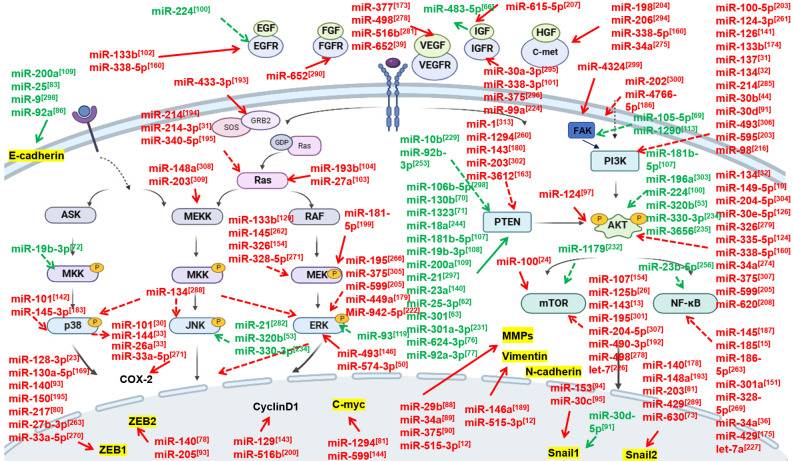 miR-224[100]
EGF
EGFR
miR-133b[102]
miR-338-5p[160]
FGF
FGFR
miR-652[290]
miR-377[173]
miR-498[278]
miR-516b[281]
miR-652[39]
VEGF
VEGFR
miR-483-5p[66]
miR-615-5p[207]
IGF
IGFR
miR-30a-3p[295]
miR-338-3p[101]
miR-375[296]
miR-99a[224]
HGF
C-met
miR-198[204]
miR-206[294]
miR-338-5p[160]
miR-34a[275]
miR-4324[299]
miR-202[300]
miR-4766-
5p[186]
miR-100-5p[203]
miR-124-3p[261]
miR-126[141]
miR-133b[174]
miR-137[31]
miR-134[32]
miR-214[285]
miR-30b[44]
miR-30d[91]
miR-493[306]
miR-595[203]
miR-98[216]
miR-200a[109]
miR-25[83]
miR-9[298]
miR-92a[86]
E-cadherin
miR-433-3p[193]
miR-214[194]
miR-214-3p[31]
miR-340-5p[195]
SOS
GRB2
GDP
Ras
Ras
miR-193b[104]
miR-27a[103]
miR-148a[308]
miR-203[309]
miR-1[313]
miR-1294[260]
miR-143[180]
miR-203[302]
miR-3612[163]
miR-10b[229]
miR-92b-
3p[253]
FAK
miR-105-5p[69]
miR-1290[313]
PI3K
miR-181b-
5p[107]
miR-196a[303]
miR-224[100]
miR-320b[53]
miR-330-3p[234]
miR-3656[235]
miR-124[97]
P
P
AKT
miR-134[32]
miR-149-5p[19]
miR-204-5p[304]
miR-30e-5p[126]
miR-326[279]
miR-335-5p[124]
miR-338-5p[160]
miR-34a[274]
miR-375[307]
miR-599[205]
miR-620[208]
ASK
MEKK
RAF
miR-133b[129]
miR-145[262]
miR-326[154]
miR-328-5p[271]
miR-181-
5p[199]
miR-106b-5p[298]
miR-130b[70]
miR-1323[71]
miR-18a[244]
miR-181b-5p[107]
miR-19b-3p[108]
miR-200a[109]
miR-21[297]
miR-23a[140]
miR-25-3p[62]
miR-301[63]
miR-301a-3p[231]
miR-624-3p[76]
miR-92a-3p[77]
PTEN
miR-19b-3p[72]
MKK
P
MKK
P
MEK
P
miR-195[266]
miR-375[305]
miR-599[205]
miR-449a[179]
MiR-942-5p[222]
miR-100[24]
miR-1179[232]
miR-23b-5p[256]
mTOR
NF-κB
miR-101[142]
miR-145-3p[183]
miR-134[288]
p38
P
JNK
P
ERK
P
miR-101[30]
miR-144[33]
miR-26a[33]
miR-33a-5p[271]
COX-2
miR-21[282]
miR-320b[53]
miR-330-3p[234]
miR-93[119]
miR-493[146]
miR-574-3p[50]
miR-107[154]
miR-125b[26]
miR-143[13]
miR-195[301]
miR-204-5p[307]
miR-490-3p[192]
miR-498[278]
let-7[226]
miR-145[187]
miR-185[15]
miR-186-
5p[263]
miR-301a[151]
miR-328-
5p[269]
miR-34a[36]
miR-429[175]
let-7a[227]
miR-128-3p[23]
miR-130a-5p[169]
miR-140[93]
miR-150[195]
miR-217[80]
miR-27b-3p[263]
miR-33a-5p[270]
ZEB1
ZEB2
miR-140[78]
miR-205[93]
CyclinD1
miR-129[143]
miR-516b[200]
C-myc
miR-1294[81]
miR-599[144]
MMPs
Vimentin
N-cadherin
miR-29b[88]
miR-34a[89]
miR-375[90]
miR-515-3p[12]
miR-146a[189]
miR-515-3p[12]
miR-153[94]
miR-30c[95]
miR-30d-
5p[91]
Snail1
miR-140[178]
miR-148a[193]
miR-203[81]
miR-429[289]
miR-630[73]
Snail2